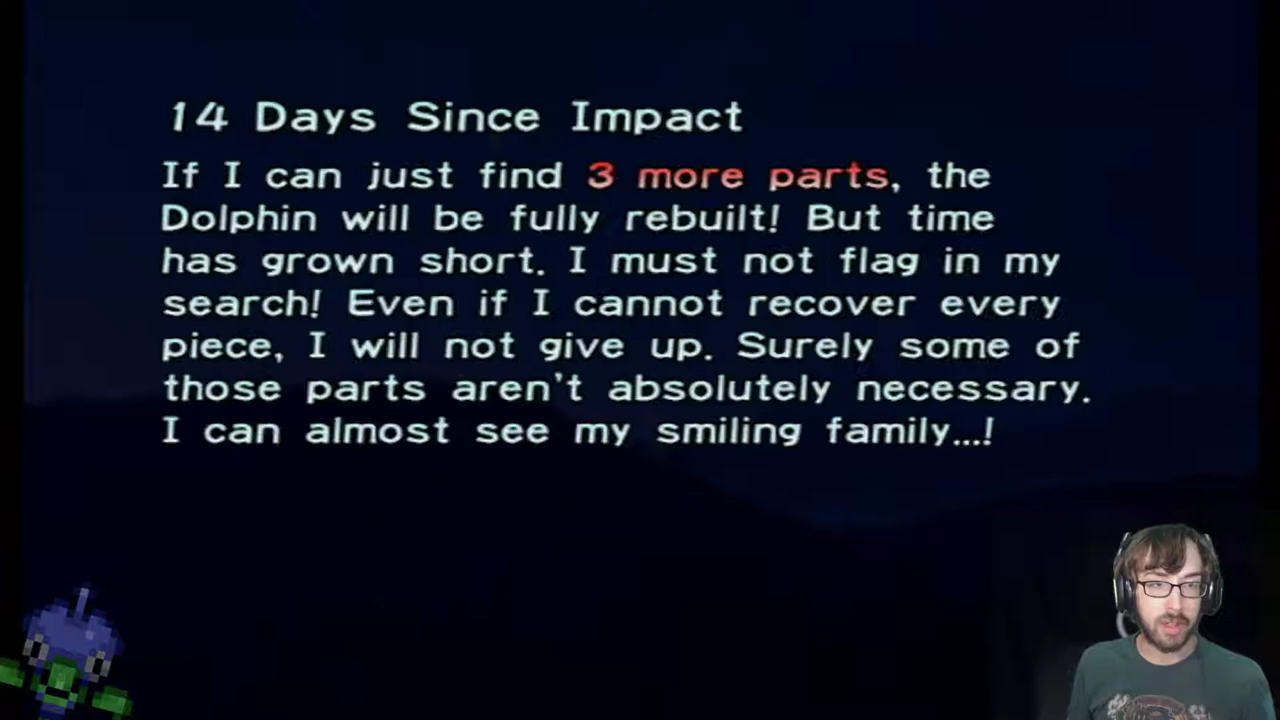 14 Days Since Impact
If I can just find 3 more parts, the
Dolphin will be fully rebuilt! But time
has grown short. I must not flag in my
search! Even if I cannot recover every
piece, I will not give up. Surely some of
those parts aren't absolutely necessary.
I can almost see my smiling family...!